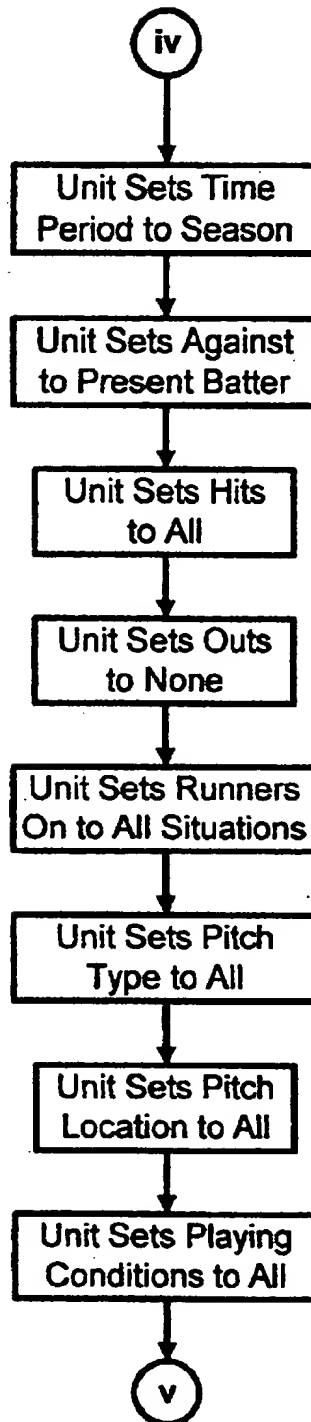 iv
Unit Sets Time
Period to Season
Unit Sets Against
to Present Batter
Unit Sets Hits
to All
Unit Sets Outs
to None
Unit Sets Runners
On to All Situations
Unit Sets Pitch
Type to All
Unit Sets Pitch
Location to All
Unit Sets Playing
Conditions to All
v